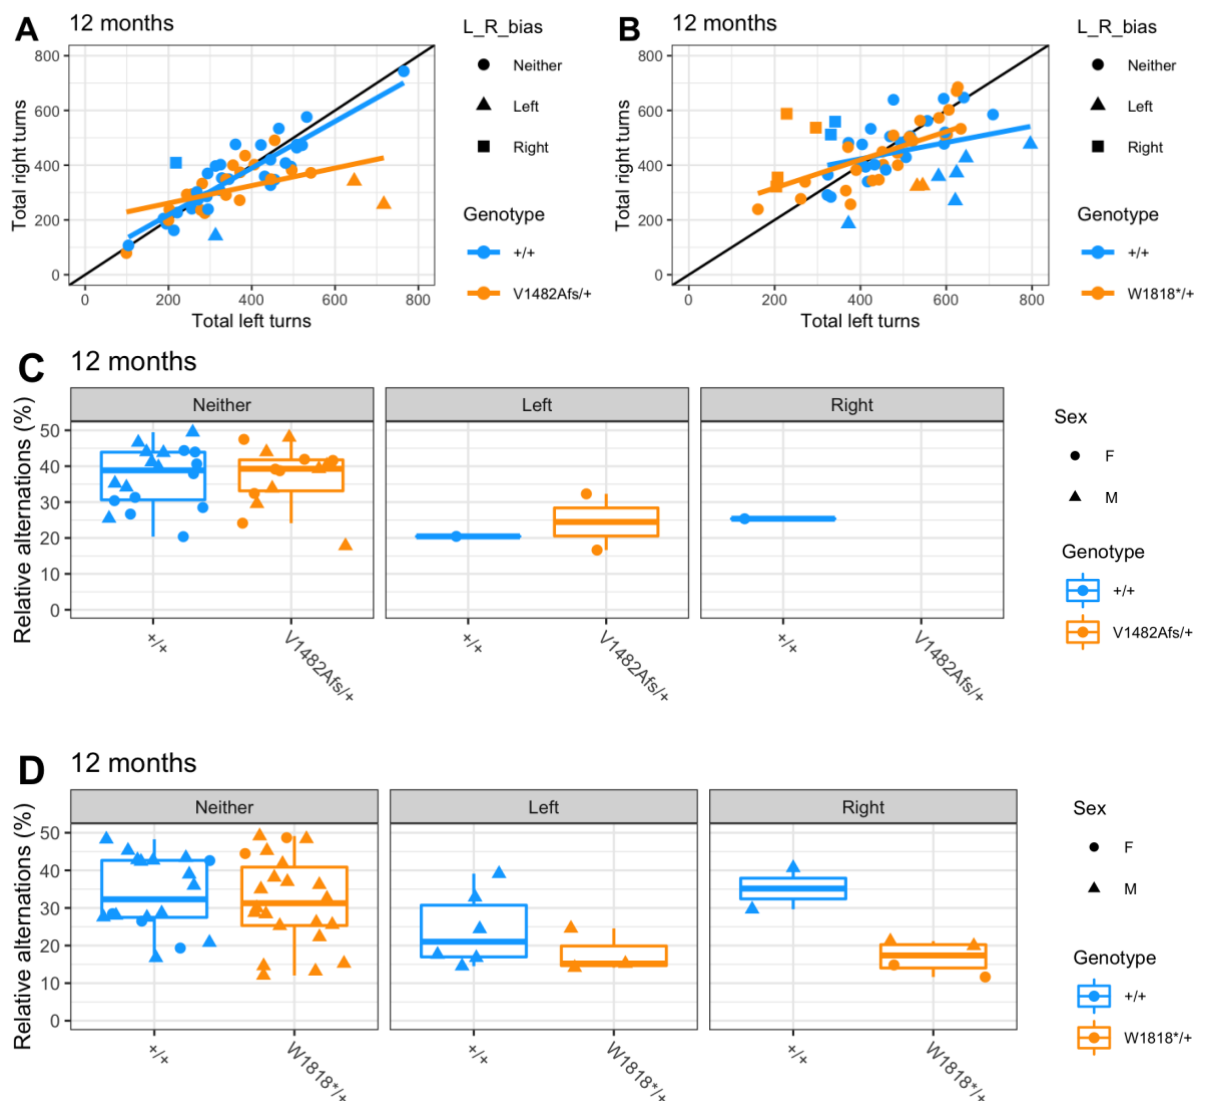 A 12 months
800
600
400
200
0
Total right turns
0 200 400 600 800
Total left turns
L_R_bias
Neither
Left
Right
Genotype
+/+
V1482Afs/+
B 12 months
800
600
400
200
0
Total right turns
0 200 400 600 800
Total left turns
L_R_bias
Neither
Left
Right
Genotype
+/+
W1818*/+
C 12 months
Neither Left Right
50
40
30
20
10
0
Relative alternations (%)
+/+ V1482Afs/+ +/+ V1482Afs/+ +/+ V1482Afs/+
Sex
F
M
Genotype
+/+
V1482Afs/+
D 12 months
Neither Left Right
50
40
30
20
10
0
Relative alternations (%)
+/+ W1818*/+ +/+ W1818*/+ +/+ W1818*/+
Sex
F
M
Genotype
+/+
W1818*/+